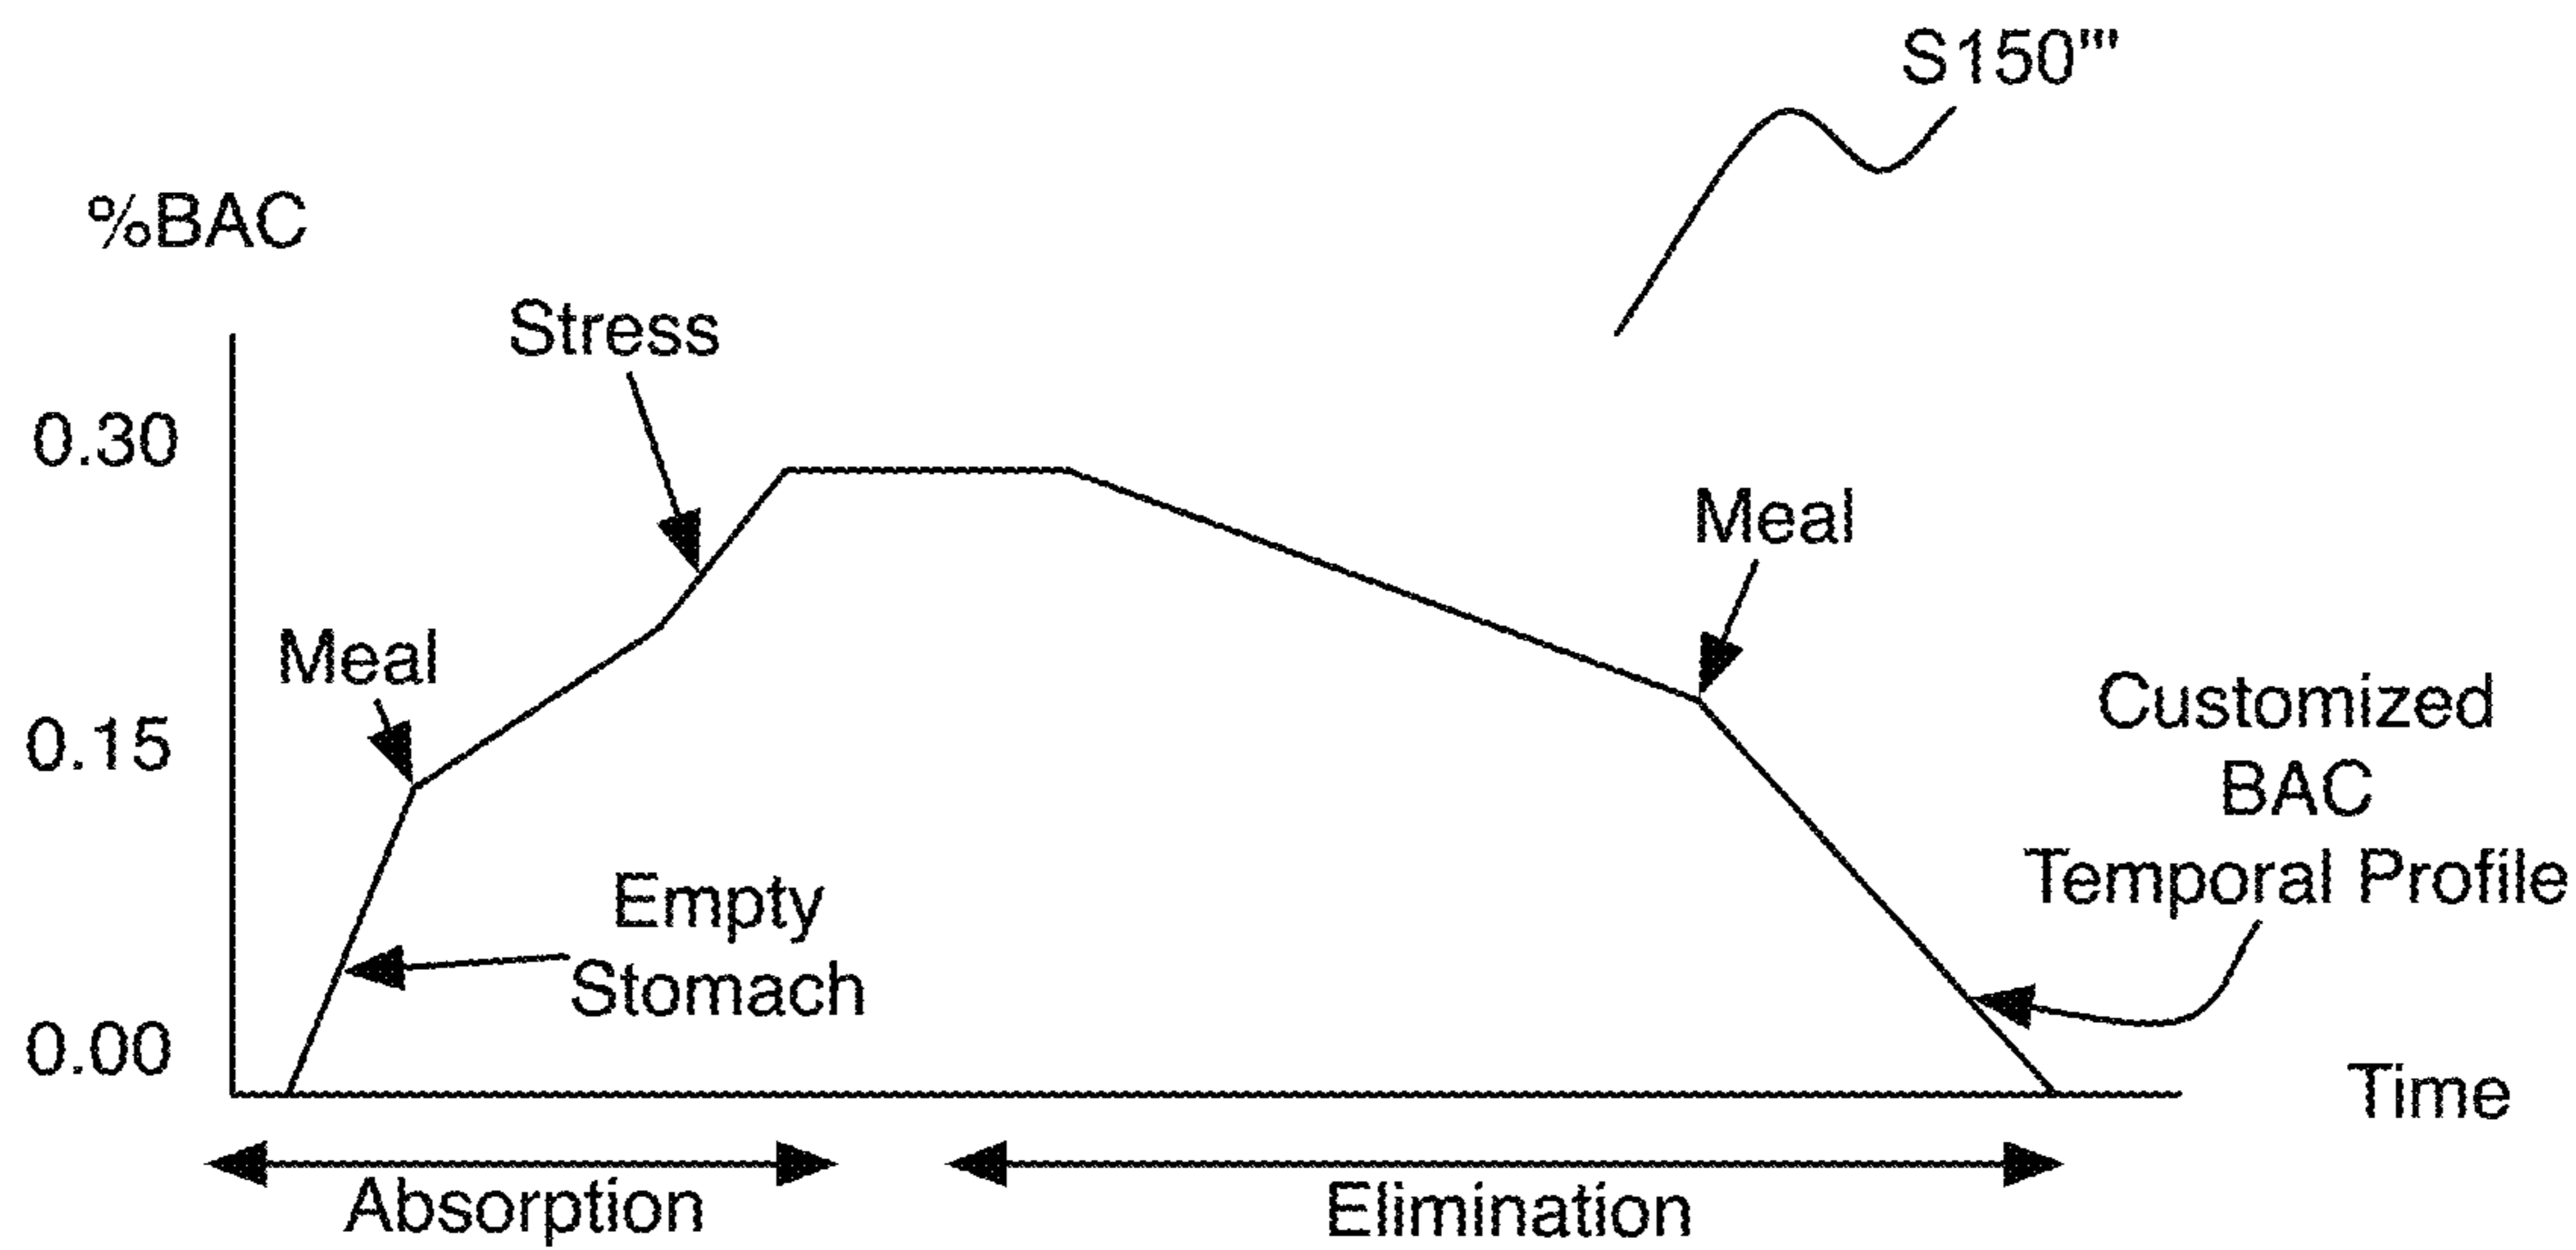 S150'''
%BAC
Stress
0.30
Meal
Meal
0.15
Customized
BAC
Temporal Profile
Empty
Stomach
0.00
Time
Absorption
Elimination